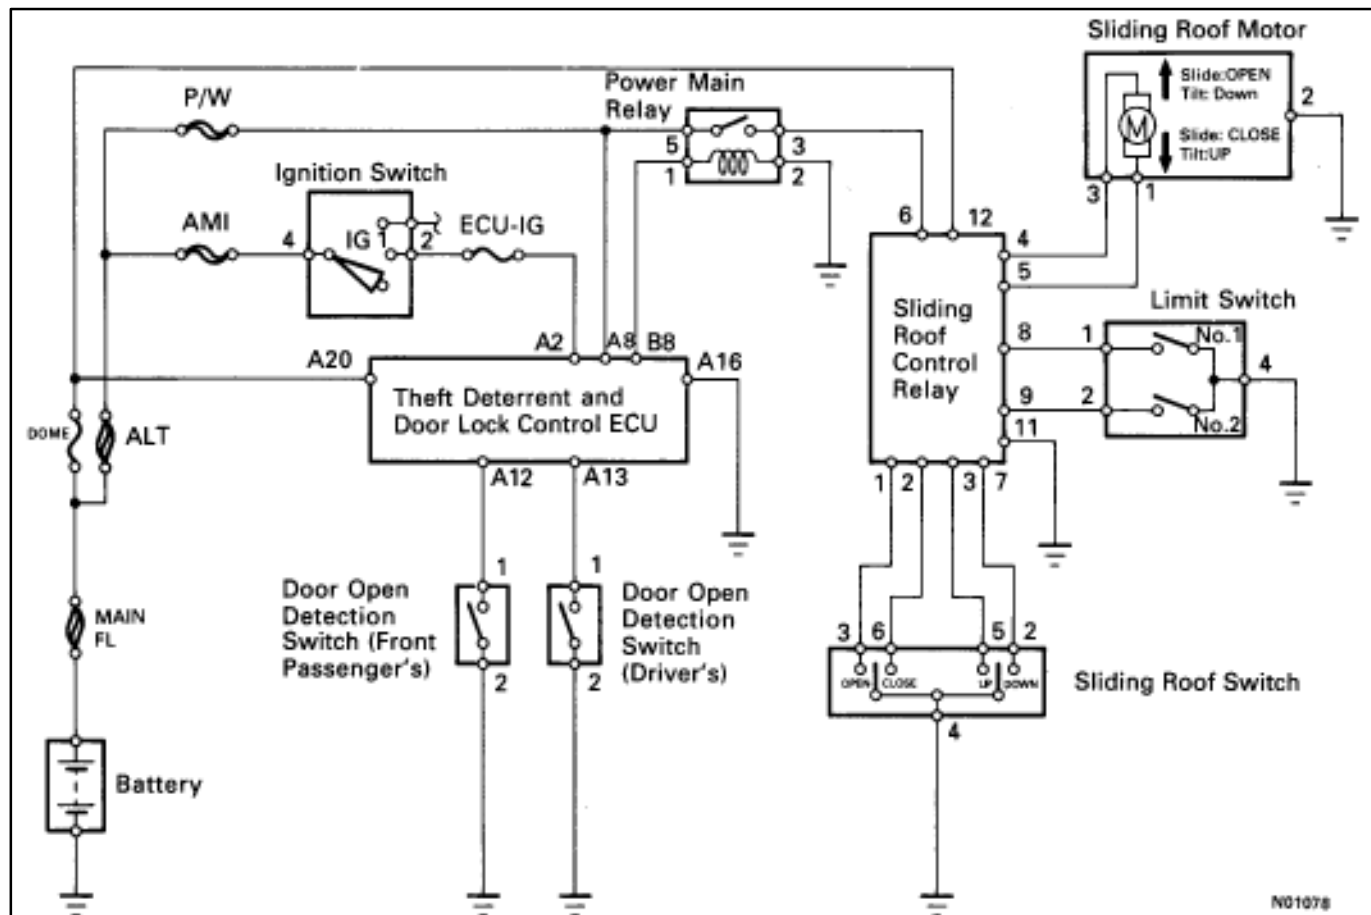 Sliding Roof Motor
Slide:OPEN
Tilt: Down
M
Slide: CLOSE
Tilt:UP
2
3
1
P/W
Power Main
Relay
5
1
3
2
Ignition Switch
AMI
4
IG
1
2
ECU-IG
6
12
4
5
8
9
11
Sliding
Roof
Control
Relay
1
2
3
7
Limit Switch
1
No.1
4
2
No.2
A20
A2
A8
B8
A16
Theft Deterrent and
Door Lock Control ECU
A12
A13
DOME
ALT
MAIN
FL
Battery
Door Open
Detection
Switch (Front
Passenger's)
1
2
1
2
Door Open
Detection
Switch
(Driver's)
3
6
5
2
OPEN
CLOSE
UP
DOWN
4
Sliding Roof Switch
N01078